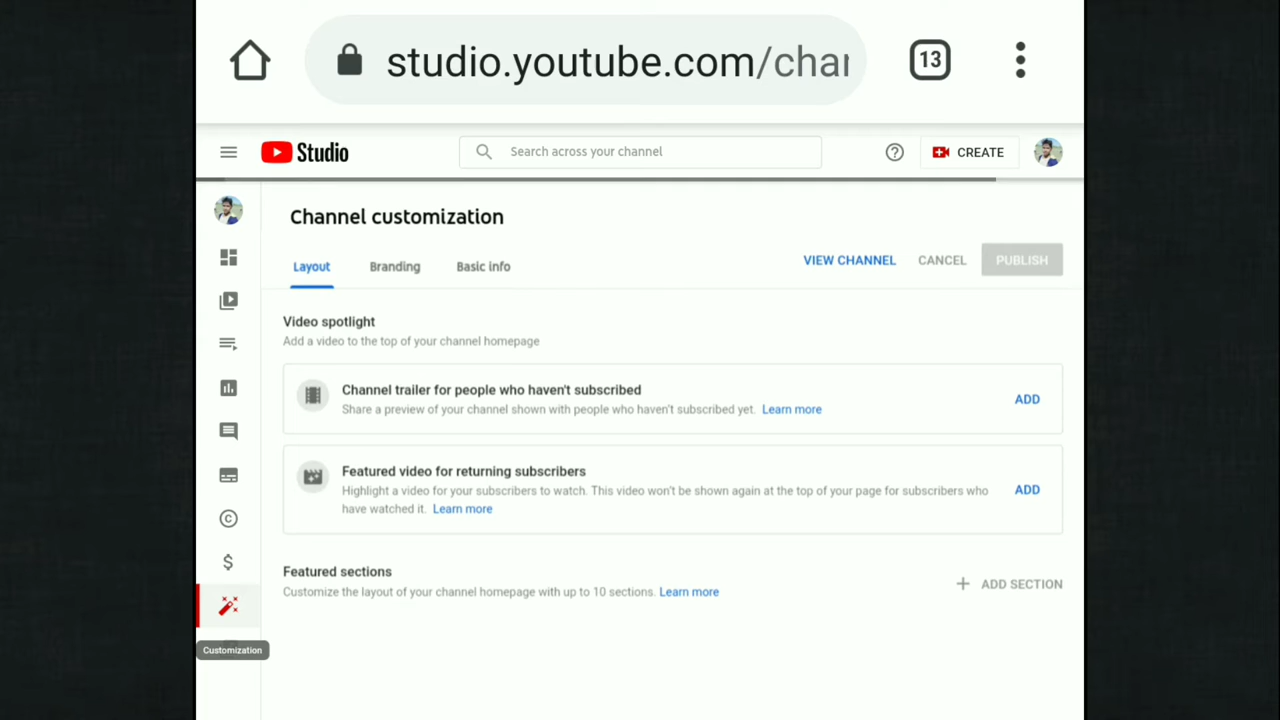 studio.youtube.com/char
13
Studio
Search across your channel
CREATE
Channel customization
Layout
Branding
Basic info
VIEW CHANNEL
CANCEL
PUBLISH
Video spotlight
Add a video to the top of your channel homepage
Channel trailer for people who haven't subscribed
Share a preview of your channel shown with people who haven't subscribed yet. Learn more
ADD
Featured video for returning subscribers
Highlight a video for your subscribers to watch. This video won't be shown again at the top of your page for subscribers who
have watched it. Learn more
ADD
Featured sections
Customize the layout of your channel homepage with up to 10 sections. Learn more
ADD SECTION
Customization